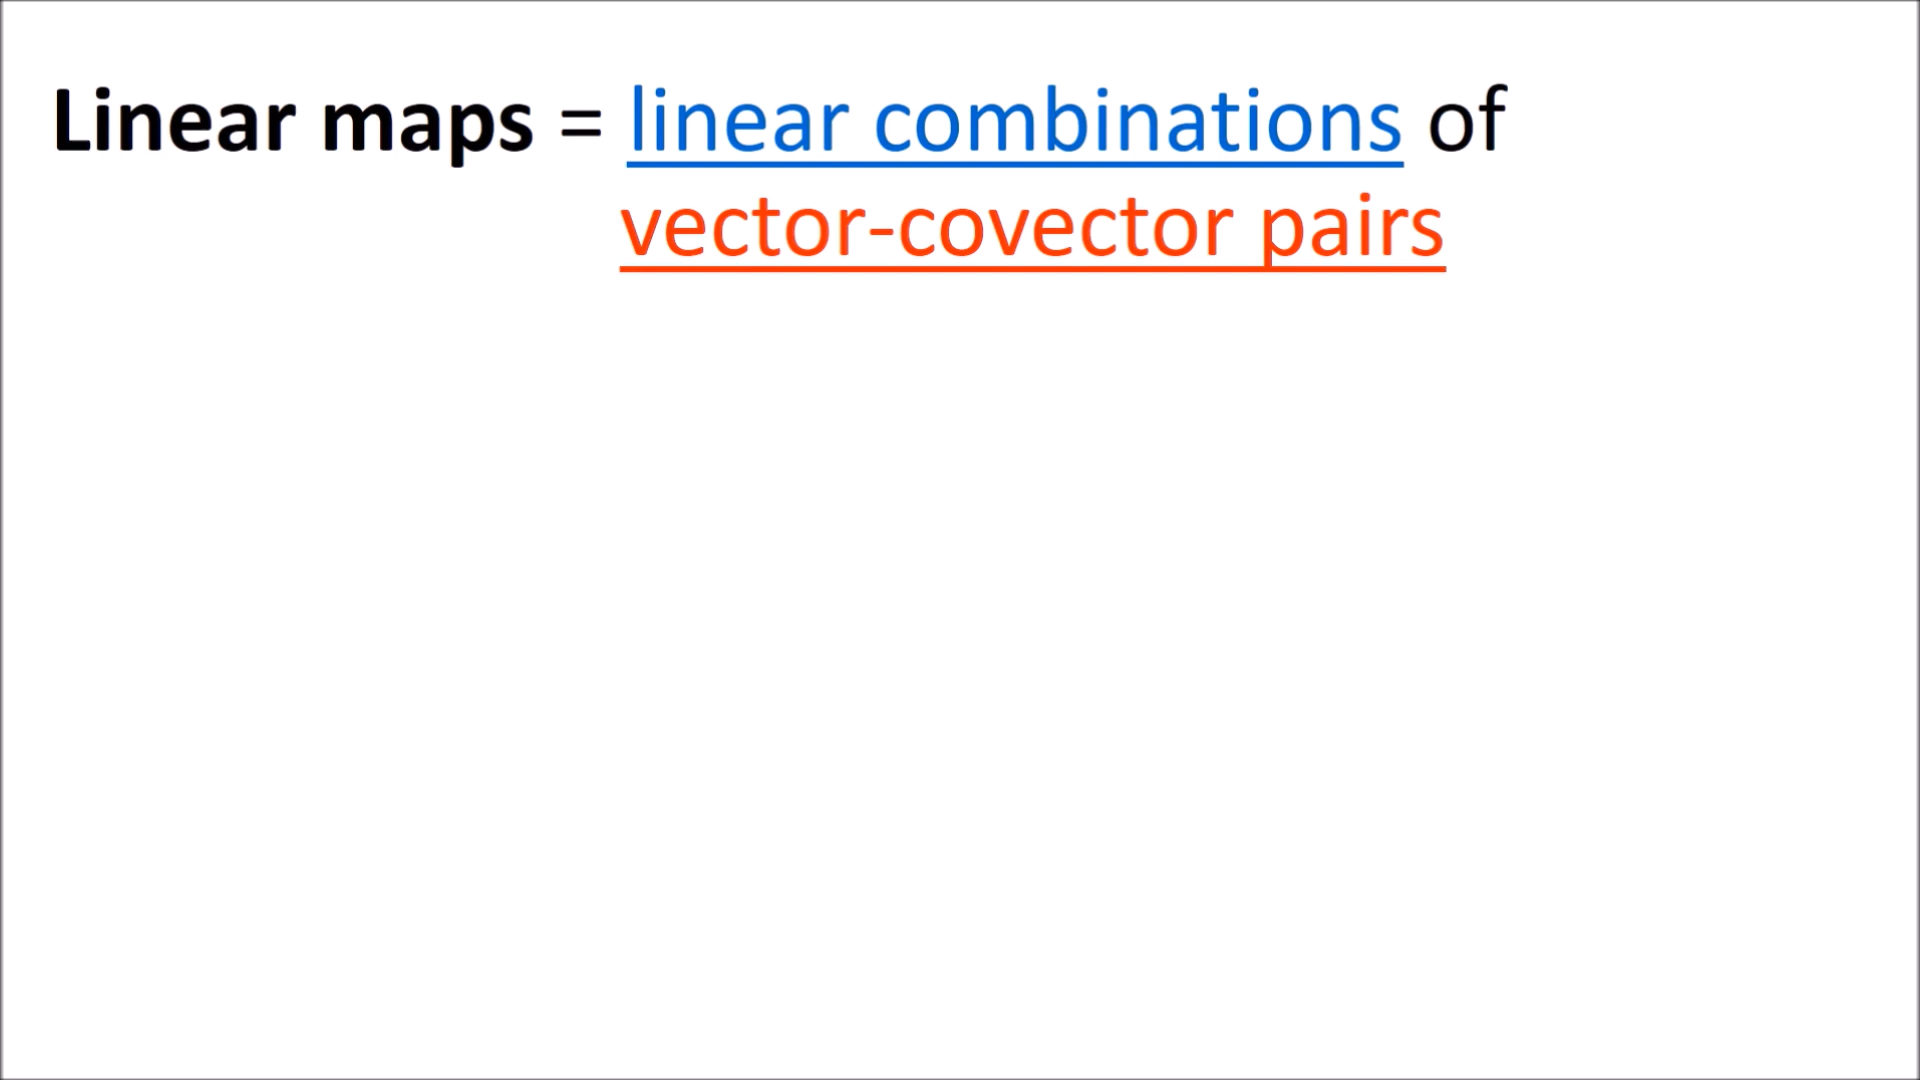 Linear maps = linear combinations of
vector-covector pairs